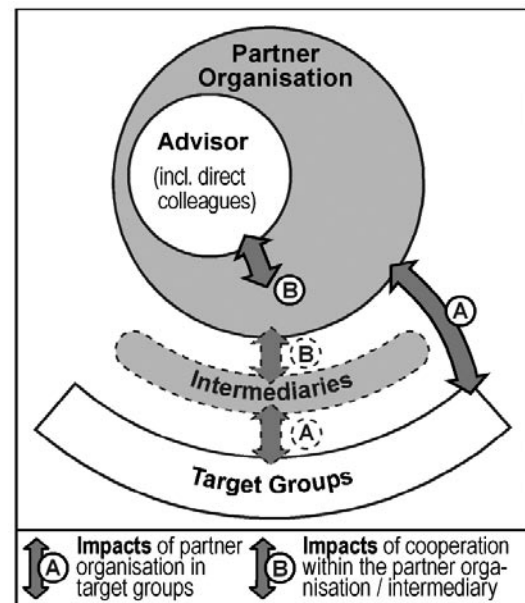 Partner
Organisation
Advisor
(incl. direct
colleagues)
B
A
B
Intermediaries
A
Target Groups
A
Impacts of partner
organisation in
target groups
B
Impacts of cooperation
within the partner orga-
nisation / intermediary